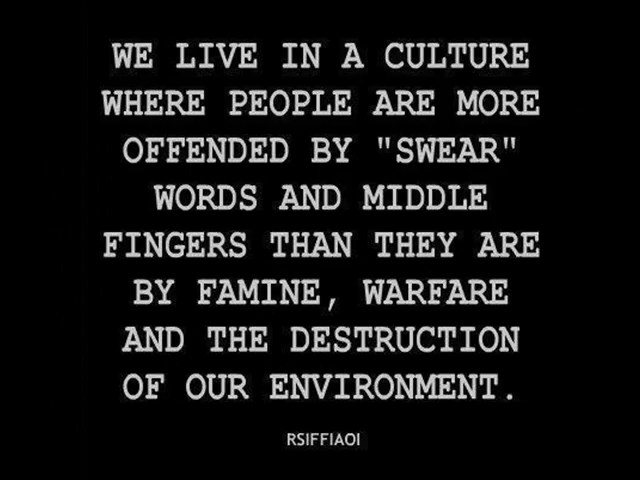 WE LIVE IN A CULTURE
WHERE PEOPLE ARE MORE
OFFENDED BY "SWEAR"
WORDS AND MIDDLE
FINGERS THAN THEY ARE
BY FAMINE, WARFARE
AND THE DESTRUCTION
OF OUR ENVIRONMENT.
RSIFFIAOI